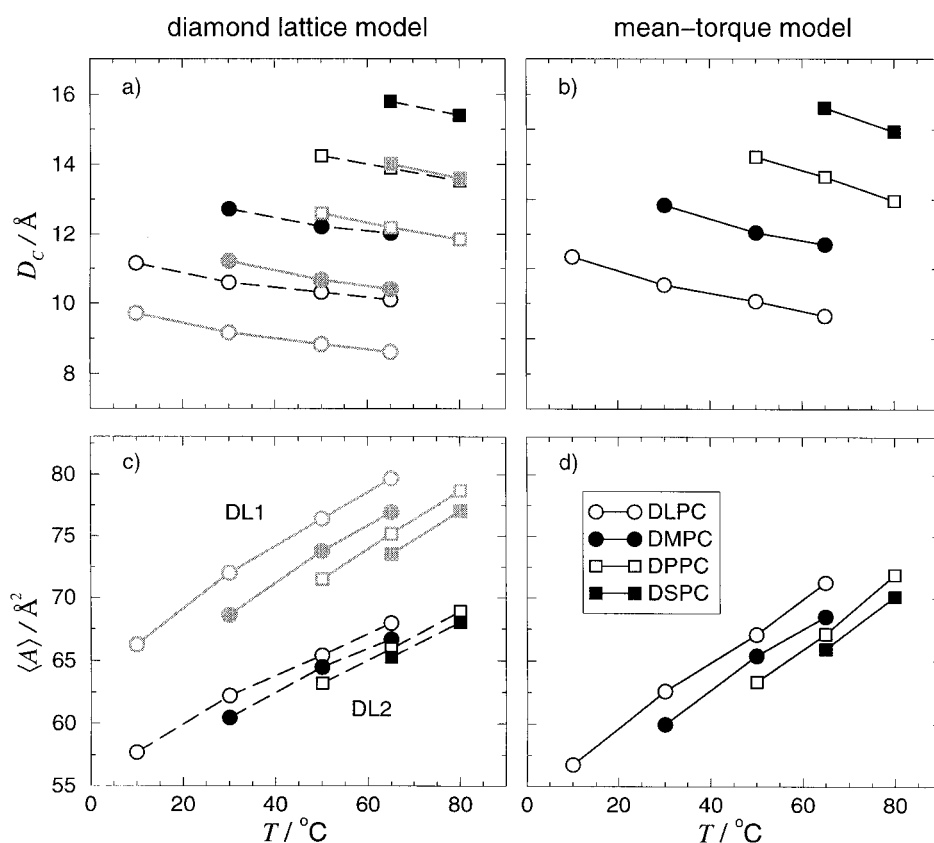 diamond lattice model
mean-torque model
a)
b)
16
14
12
10
8
D_C / Å
c)
d)
80
75
70
65
60
55
⟨A⟩ / Å²
DL1
DL2
DLPC
DMPC
DPPC
DSPC
0 20 40 60 80
0 20 40 60 80
T / °C
T / °C